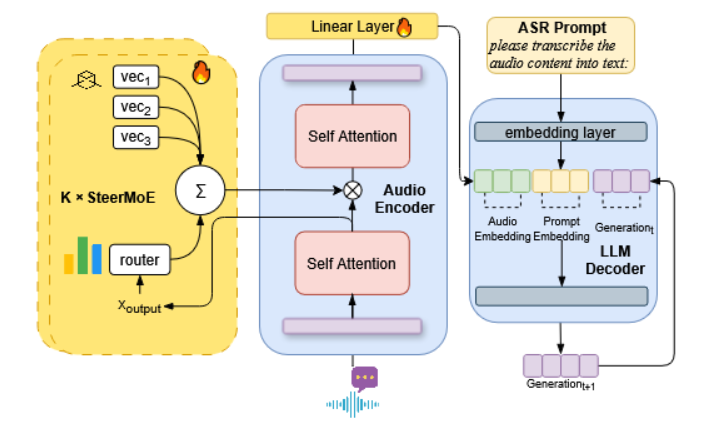 vec1
vec2
vec3
K × SteerMoE
Σ
router
Xoutput
Linear Layer
Self Attention
Audio
Encoder
Self Attention
ASR Prompt
please transcribe the
audio content into text:
embedding layer
Audio
Embedding
Prompt
Embedding
Generationt
LLM
Decoder
Generationt+1